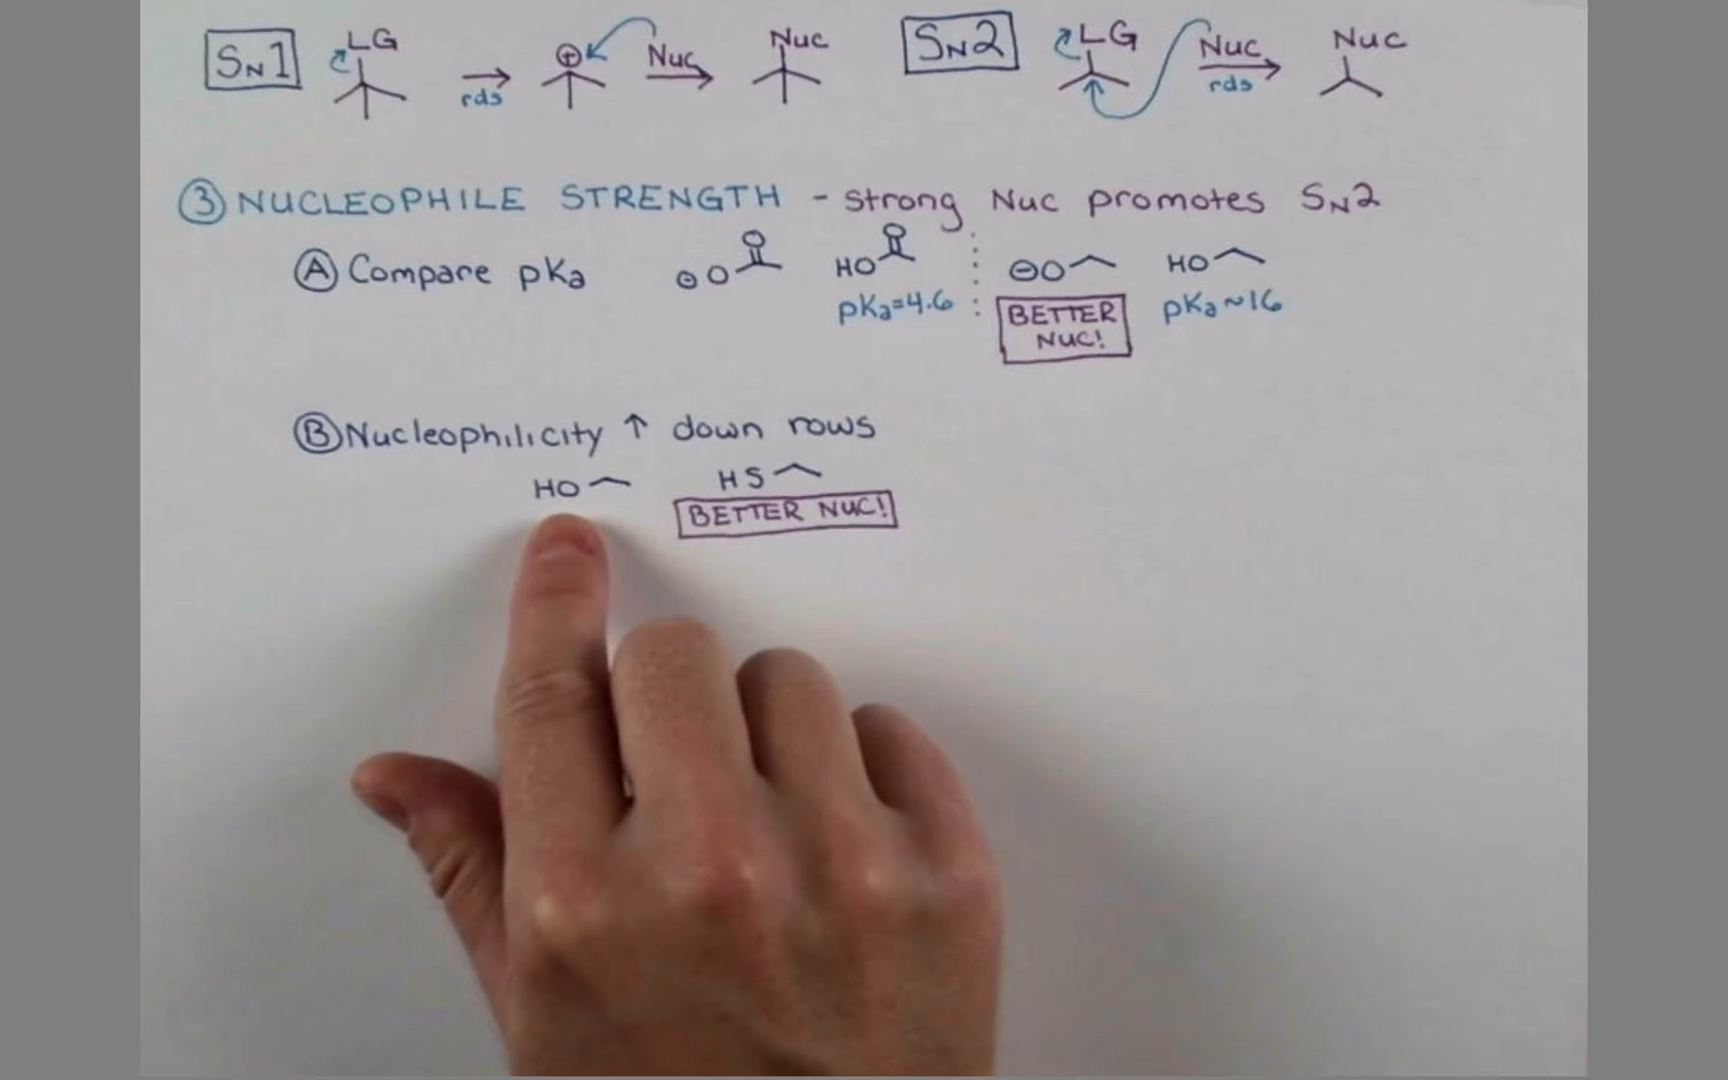 SN1 LG rds ⊕ Nuc Nuc SN2 LG Nuc rds Nuc
③ NUCLEOPHILE STRENGTH - strong Nuc promotes SN2
Ⓐ Compare pKa ⊖O O HO O ⊖O HO
pKa=4.6 BETTER NUC! pKa~16
Ⓑ Nucleophilicity ↑ down rows
HO HS
BETTER NUC!